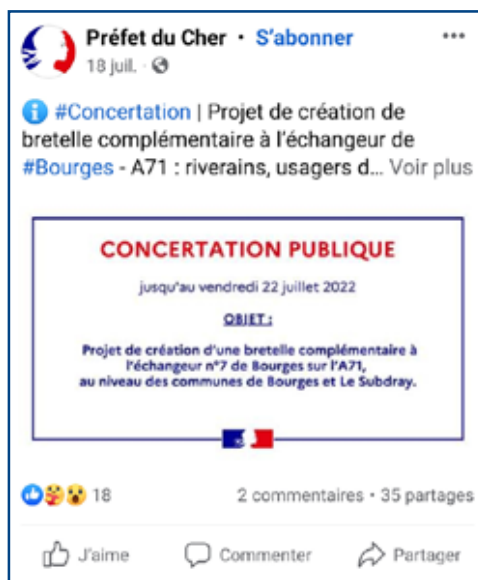 Préfet du Cher • S'abonner
18 juil.
#Concertation | Projet de création de
bretelle complémentaire à l'échangeur de
#Bourges - A71 : riverains, usagers d... Voir plus
CONCERTATION PUBLIQUE
jusqu'au vendredi 22 juillet 2022
OBJET :
Projet de création d'une bretelle complémentaire à
l'échangeur n°7 de Bourges sur l'A71,
au niveau des communes de Bourges et Le Subdray.
18
2 commentaires • 35 partages
J'aime
Commenter
Partager